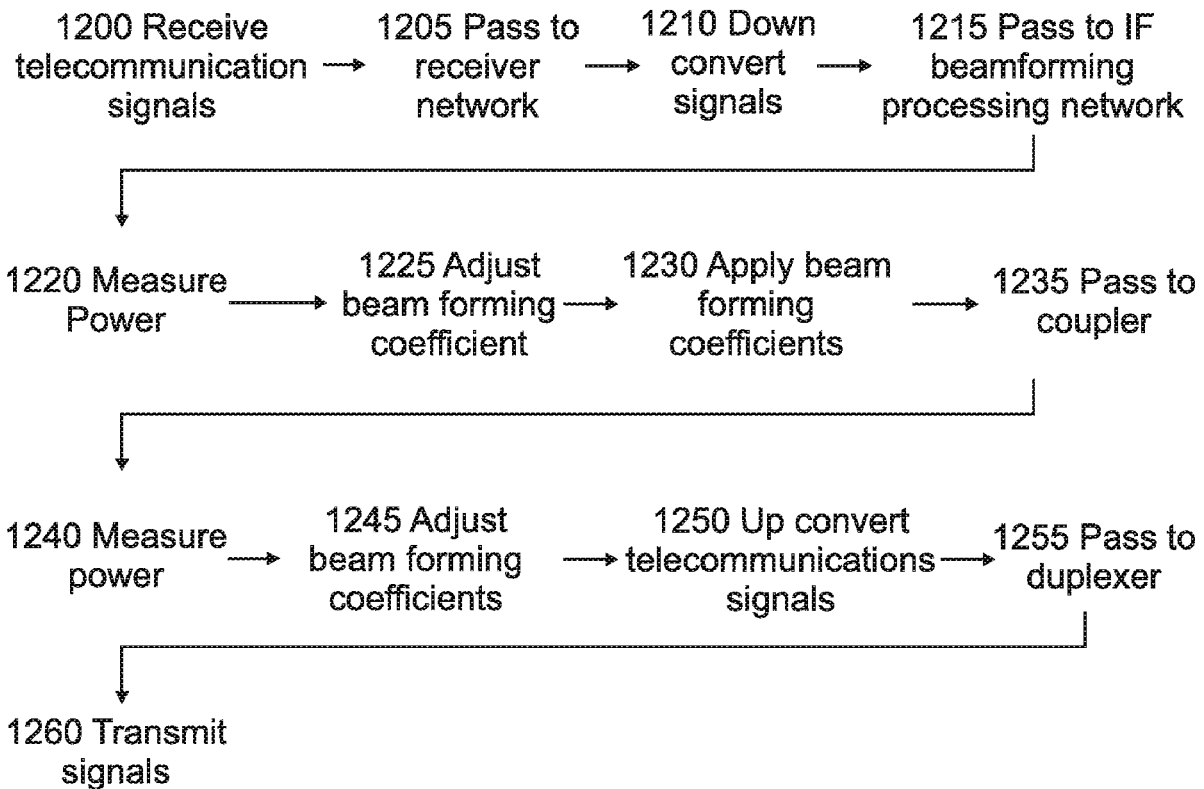 1200 Receive
telecommunication
signals
1205 Pass to
receiver
network
1210 Down
convert
signals
1215 Pass to IF
beamforming
processing network
1220 Measure
Power
1225 Adjust
beam forming
coefficient
1230 Apply beam
forming
coefficients
1235 Pass to
coupler
1240 Measure
power
1245 Adjust
beam forming
coefficients
1250 Up convert
telecommunications
signals
1255 Pass to
duplexer
1260 Transmit
signals